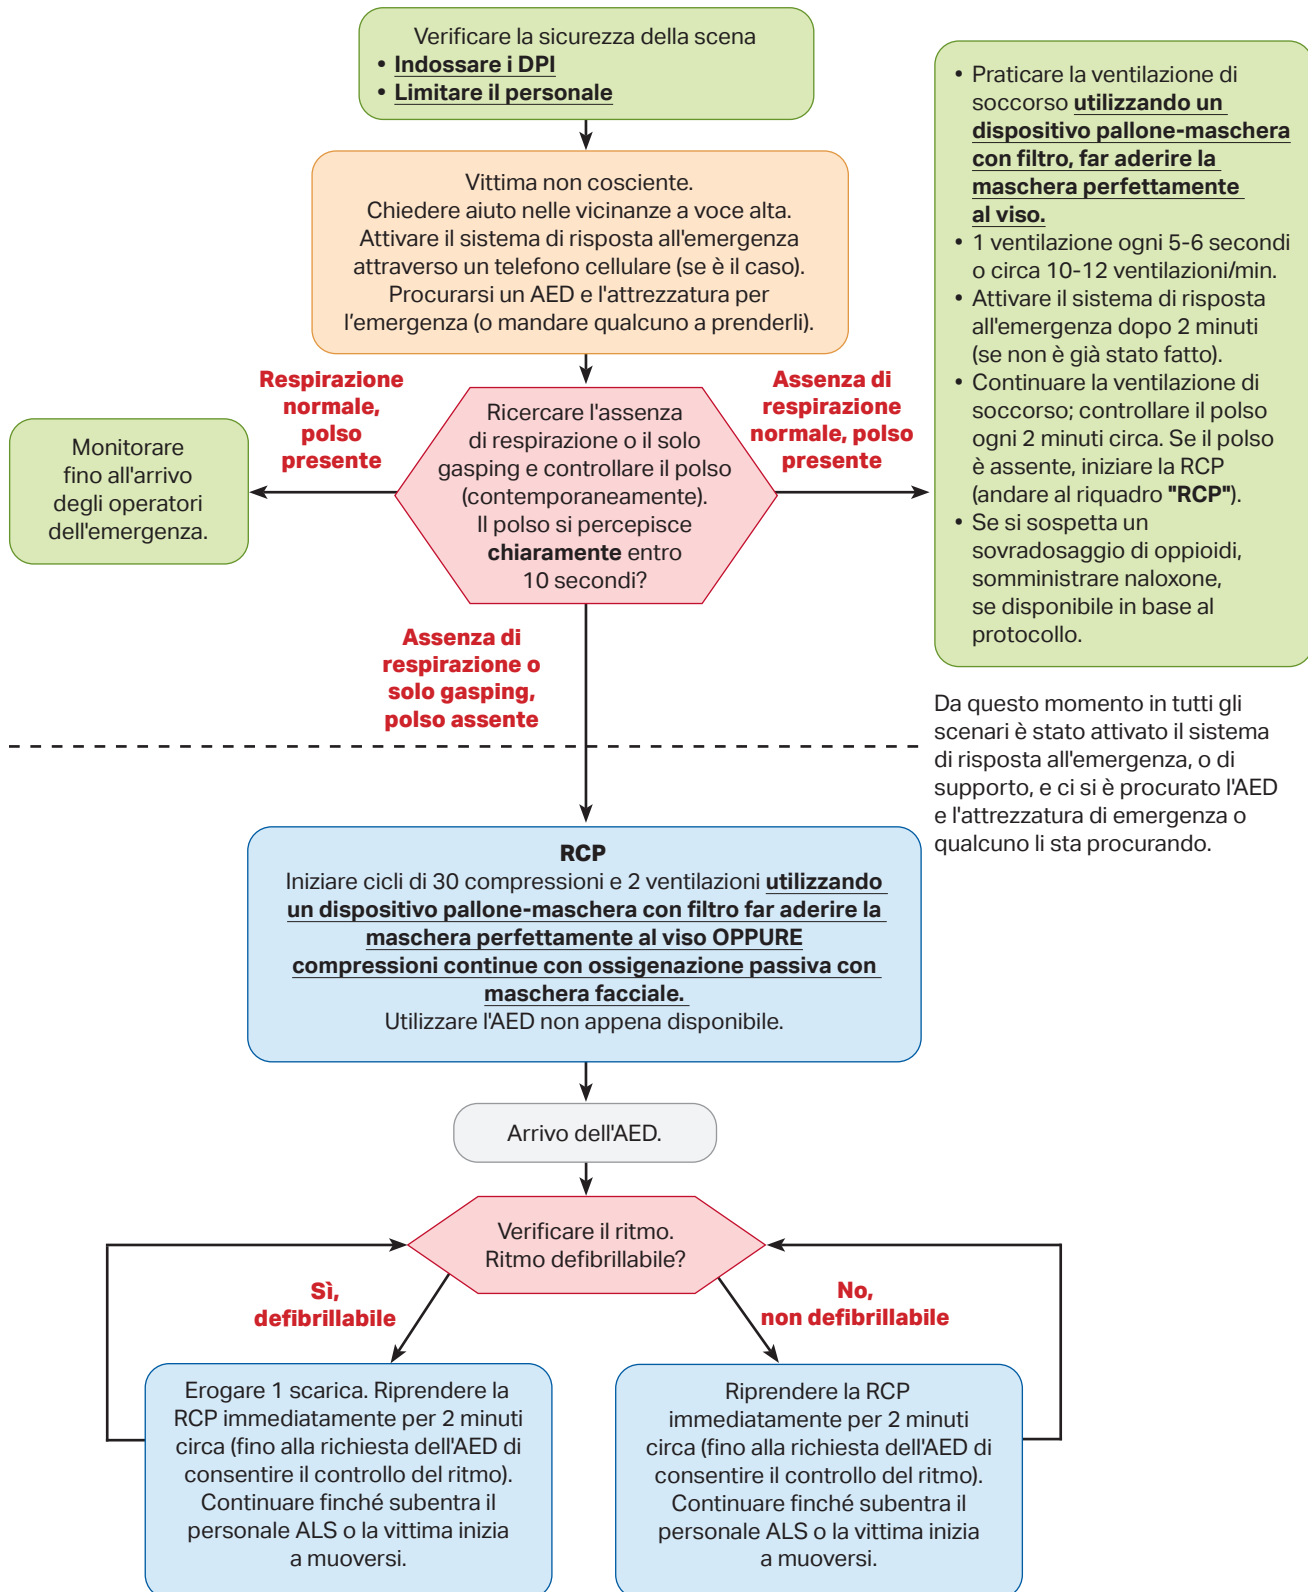 Verificare la sicurezza della scena
• Indossare i DPI
• Limitare il personale
Vittima non cosciente.
Chiedere aiuto nelle vicinanze a voce alta.
Attivare il sistema di risposta all'emergenza
attraverso un telefono cellulare (se è il caso).
Procurarsi un AED e l'attrezzatura per
l’emergenza (o mandare qualcuno a prenderli).
Respirazione
normale,
polso
presente
Monitorare
fino all'arrivo
degli operatori
dell'emergenza.
Ricercare l'assenza
di respirazione o il solo
gasping e controllare il polso
(contemporaneamente).
Il polso si percepisce
chiaramente entro
10 secondi?
Assenza di
respirazione
normale, polso
presente
• Praticare la ventilazione di
soccorso utilizzando un
dispositivo pallone-maschera
con filtro, far aderire la
maschera perfettamente
al viso.
• 1 ventilazione ogni 5-6 secondi
o circa 10-12 ventilazioni/min.
• Attivare il sistema di risposta
all'emergenza dopo 2 minuti
(se non è già stato fatto).
• Continuare la ventilazione di
soccorso; controllare il polso
ogni 2 minuti circa. Se il polso
è assente, iniziare la RCP
(andare al riquadro "RCP").
• Se si sospetta un
sovradosaggio di oppioidi,
somministrare naloxone,
se disponibile in base al
protocollo.
Assenza di
respirazione o
solo gasping,
polso assente
Da questo momento in tutti gli
scenari è stato attivato il sistema
di risposta all'emergenza, o di
supporto, e ci si è procurato l'AED
e l'attrezzatura di emergenza o
qualcuno li sta procurando.
RCP
Iniziare cicli di 30 compressioni e 2 ventilazioni utilizzando
un dispositivo pallone-maschera con filtro far aderire la
maschera perfettamente al viso OPPURE
compressioni continue con ossigenazione passiva con
maschera facciale.
Utilizzare l'AED non appena disponibile.
Arrivo dell'AED.
Verificare il ritmo.
Ritmo defibrillabile?
Sì,
defibrillabile
No,
non defibrillabile
Erogare 1 scarica. Riprendere la
RCP immediatamente per 2 minuti
circa (fino alla richiesta dell'AED di
consentire il controllo del ritmo).
Continuare finché subentra il
personale ALS o la vittima inizia
a muoversi.
Riprendere la RCP
immediatamente per 2 minuti
circa (fino alla richiesta dell'AED di
consentire il controllo del ritmo).
Continuare finché subentra il
personale ALS o la vittima inizia
a muoversi.